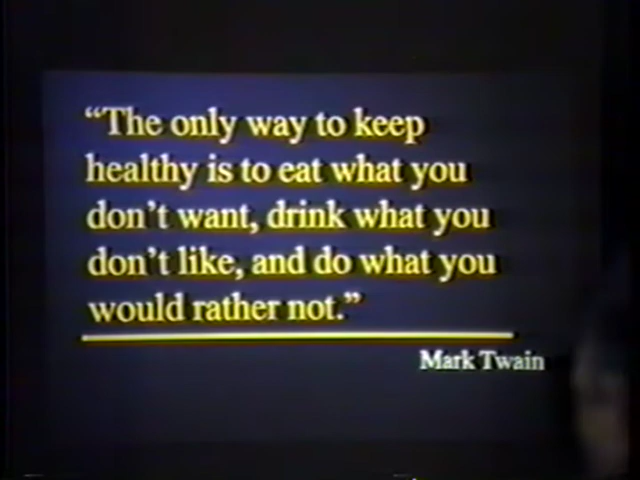 “The only way to keep
healthy is to eat what you
don’t want, drink what you
don’t like, and do what you
would rather not.”
Mark Twain